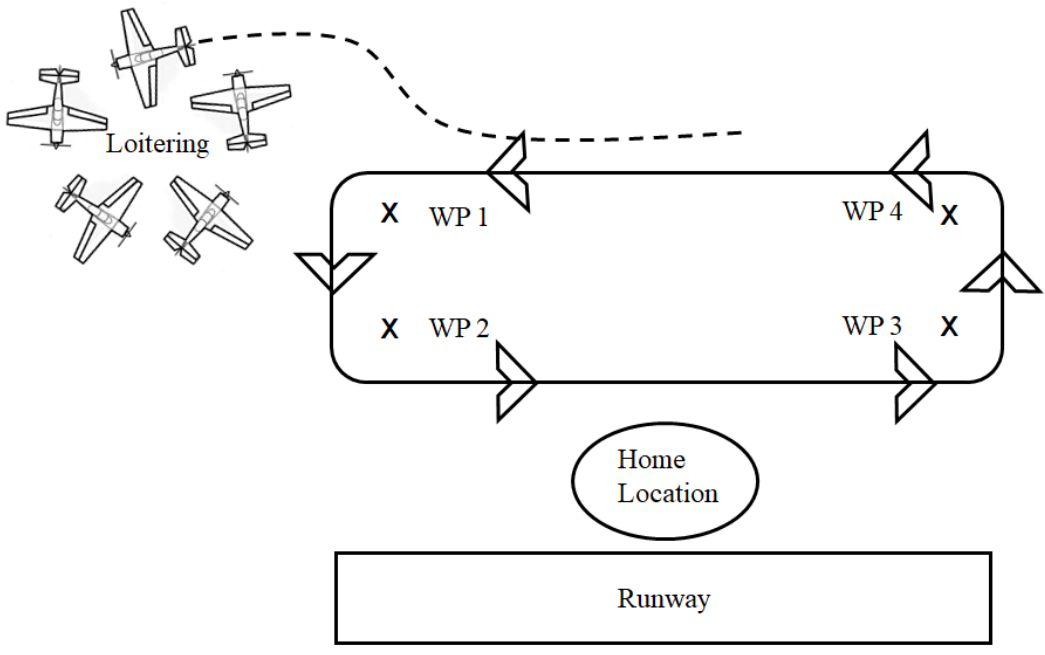 Loitering
X WP 1
WP 4 X
X WP 2
WP 3 X
Home
Location
Runway